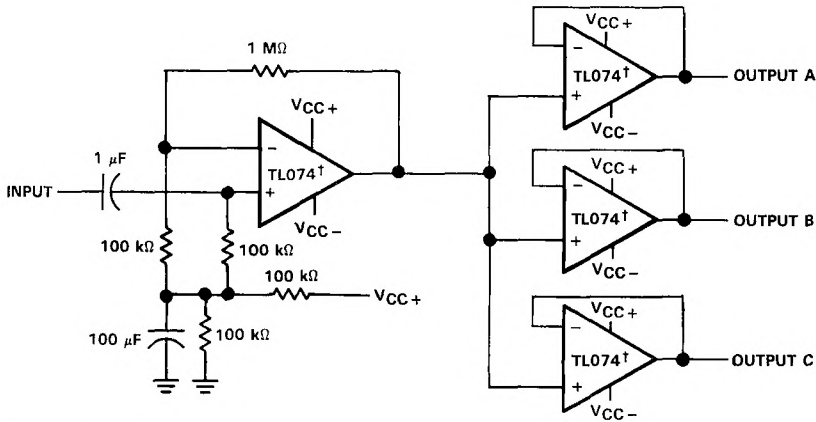 1 MΩ
VCC+
−
TL074†
+
VCC−
1 μF
INPUT
100 kΩ
100 kΩ
100 kΩ
VCC+
100 μF
100 kΩ
VCC+
−
TL074†
+
VCC−
OUTPUT A
VCC+
−
TL074†
+
VCC−
OUTPUT B
VCC+
−
TL074†
+
VCC−
OUTPUT C